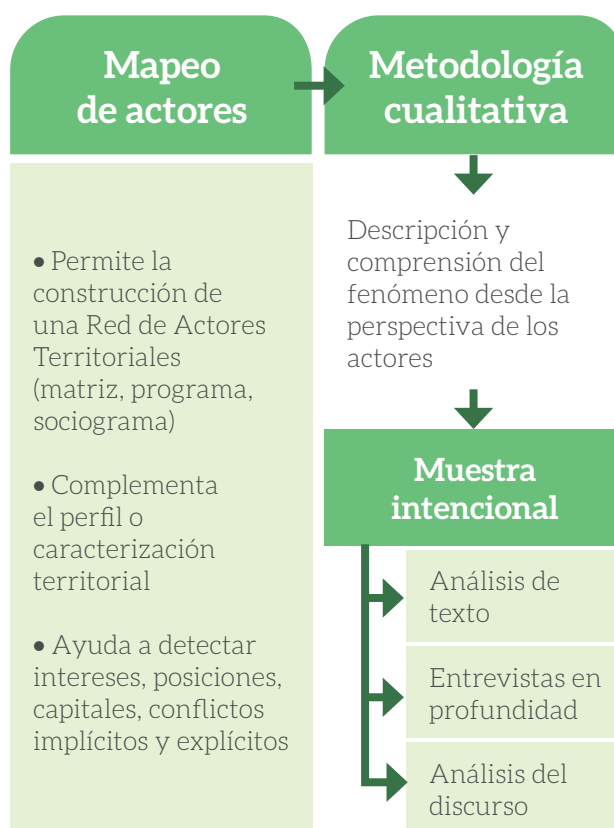 Mapeo
de actores
• Permite la
construcción de
una Red de Actores
Territoriales
(matriz, programa,
sociograma)
• Complementa
el perfil o
caracterización
territorial
• Ayuda a detectar
intereses, posiciones,
capitales, conflictos
implícitos y explícitos
Metodología
cualitativa
Descripción y
comprensión del
fenómeno desde la
perspectiva de los
actores
Muestra
intencional
Análisis de
texto
Entrevistas en
profundidad
Análisis del
discurso